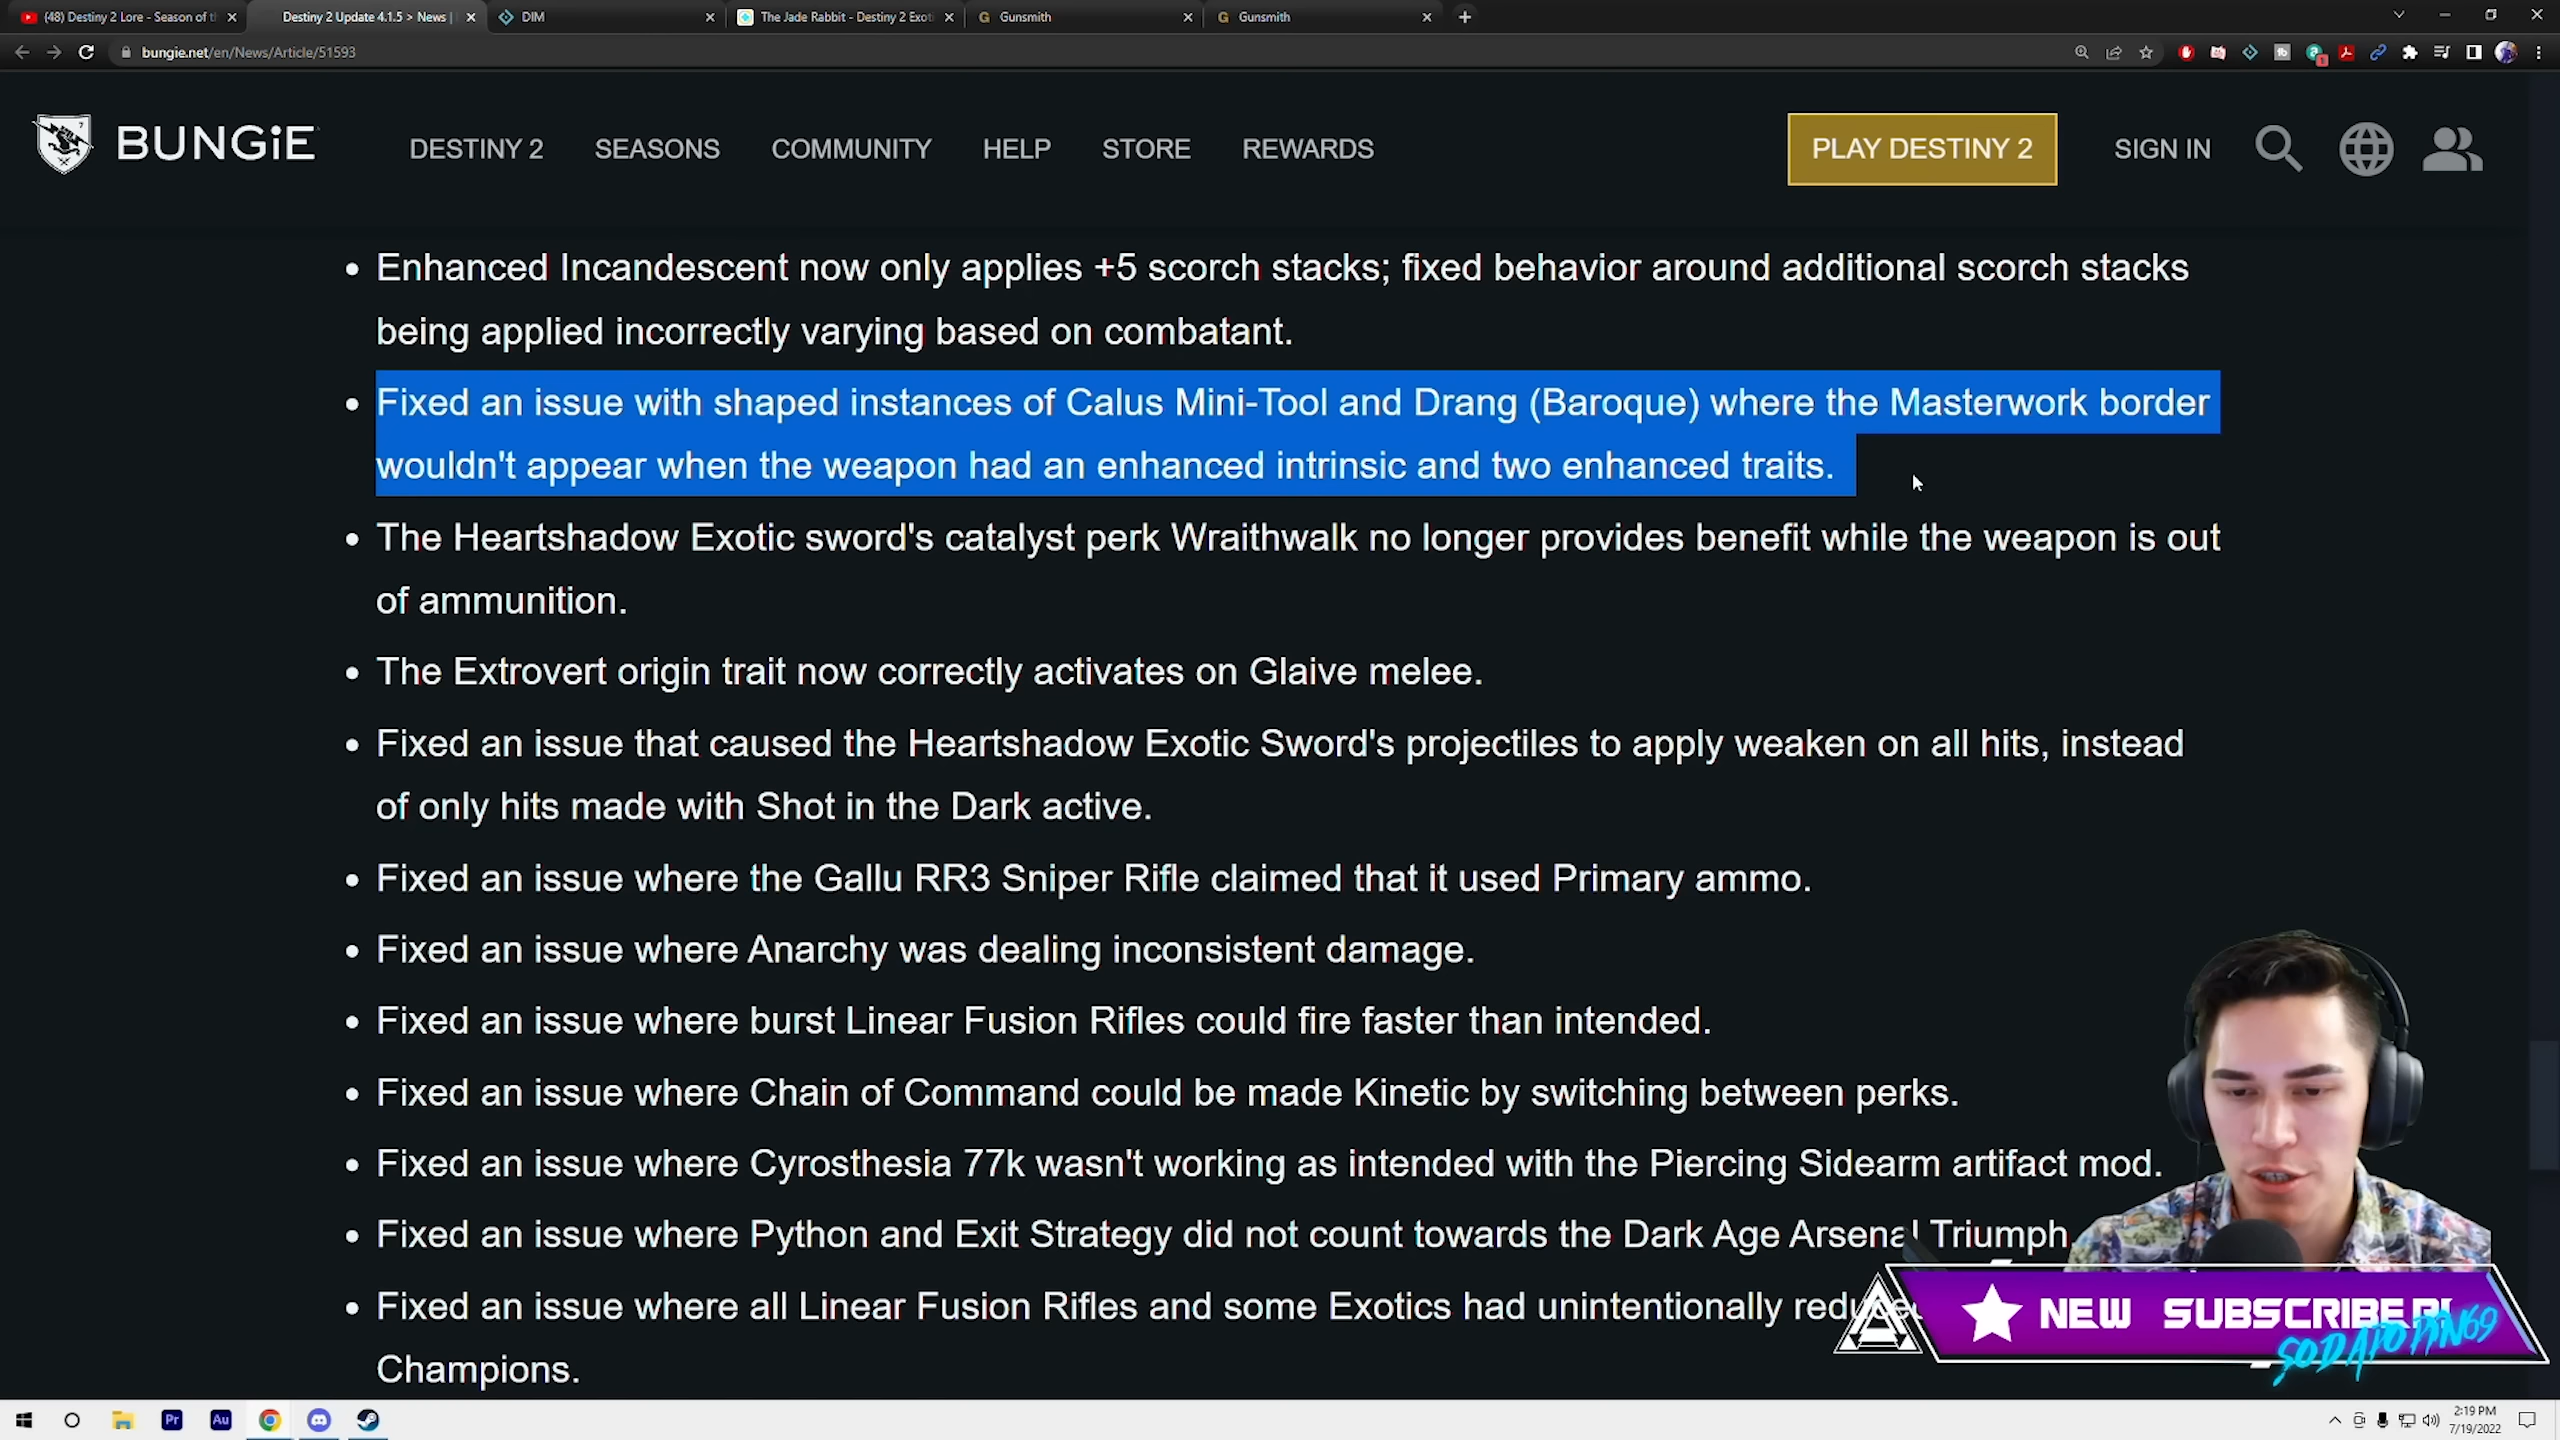 (48) Destiny 2 Lore - Season of t
Destiny 2 Update 4.1.5 > News |
DIM
The Jade Rabbit - Destiny 2 Exot
Gunsmith
Gunsmith
bungie.net/en/News/Article/51593
BUNGiE
DESTINY 2
SEASONS
COMMUNITY
HELP
STORE
REWARDS
PLAY DESTINY 2
SIGN IN
• Enhanced Incandescent now only applies +5 scorch stacks; fixed behavior around additional scorch stacks
being applied incorrectly varying based on combatant.
• Fixed an issue with shaped instances of Calus Mini-Tool and Drang (Baroque) where the Masterwork border
wouldn't appear when the weapon had an enhanced intrinsic and two enhanced traits.
• The Heartshadow Exotic sword's catalyst perk Wraithwalk no longer provides benefit while the weapon is out
of ammunition.
• The Extrovert origin trait now correctly activates on Glaive melee.
• Fixed an issue that caused the Heartshadow Exotic Sword's projectiles to apply weaken on all hits, instead
of only hits made with Shot in the Dark active.
• Fixed an issue where the Gallu RR3 Sniper Rifle claimed that it used Primary ammo.
• Fixed an issue where Anarchy was dealing inconsistent damage.
• Fixed an issue where burst Linear Fusion Rifles could fire faster than intended.
• Fixed an issue where Chain of Command could be made Kinetic by switching between perks.
• Fixed an issue where Cyrosthesia 77k wasn't working as intended with the Piercing Sidearm artifact mod.
• Fixed an issue where Python and Exit Strategy did not count towards the Dark Age Arsenal Triumph.
• Fixed an issue where all Linear Fusion Rifles and some Exotics had unintentionally
Champions.
NEW SUBSCRIBER!
Pr
Au
2:19 PM
7/19/2022